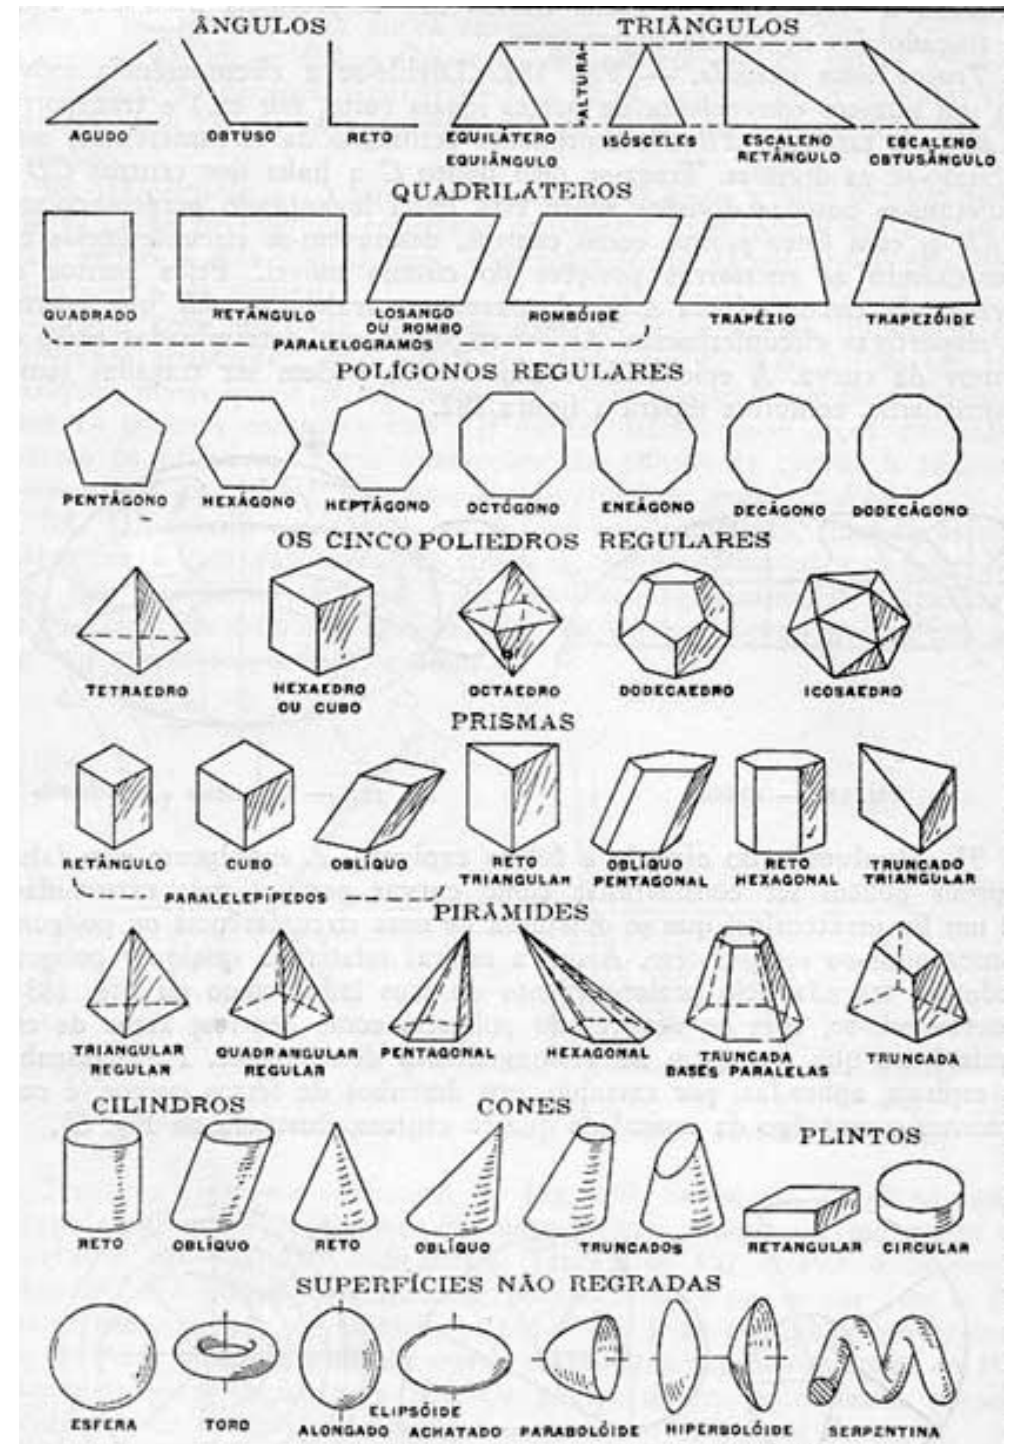 ÂNGULOS TRIÂNGULOS
ALTURA
AGUDO OBTUSO RETO EQUILÁTERO EQUIÂNGULO ISÓSCELES ESCALENO RETÂNGULO ESCALENO OBTUSÂNGULO
QUADRILÁTEROS
QUADRADO RETÂNGULO LOSANGO OU ROMBO ROMBÓIDE TRAPÉZIO TRAPEZÓIDE
PARALELOGRAMOS
POLÍGONOS REGULARES
PENTÁGONO HEXÁGONO HEPTÁGONO OCTÓGONO ENEÁGONO DECÁGONO DODECÁGONO
OS CINCO POLIEDROS REGULARES
TETRAEDRO HEXAEDRO OU CUBO OCTAEDRO DODECAEDRO ICOSAEDRO
PRISMAS
RETÂNGULO CUBO OBLÍQUO RETO TRIANGULAR OBLÍQUO PENTAGONAL RETO HEXAGONAL TRUNCADO TRIANGULAR
PARALELEPÍPEDOS
PIRÂMIDES
TRIANGULAR REGULAR QUADRANGULAR REGULAR PENTAGONAL HEXAGONAL TRUNCADA BASES PARALELAS TRUNCADA
CILINDROS CONES PLINTOS
RETO OBLÍQUO RETO OBLÍQUO TRUNCADOS RETANGULAR CIRCULAR
SUPERFÍCIES NÃO REGRADAS
ESFERA TORO ELIPSÓIDE ALONGADO ACHATADO PARABOLÓIDE HIPERBOLÓIDE SERPENTINA